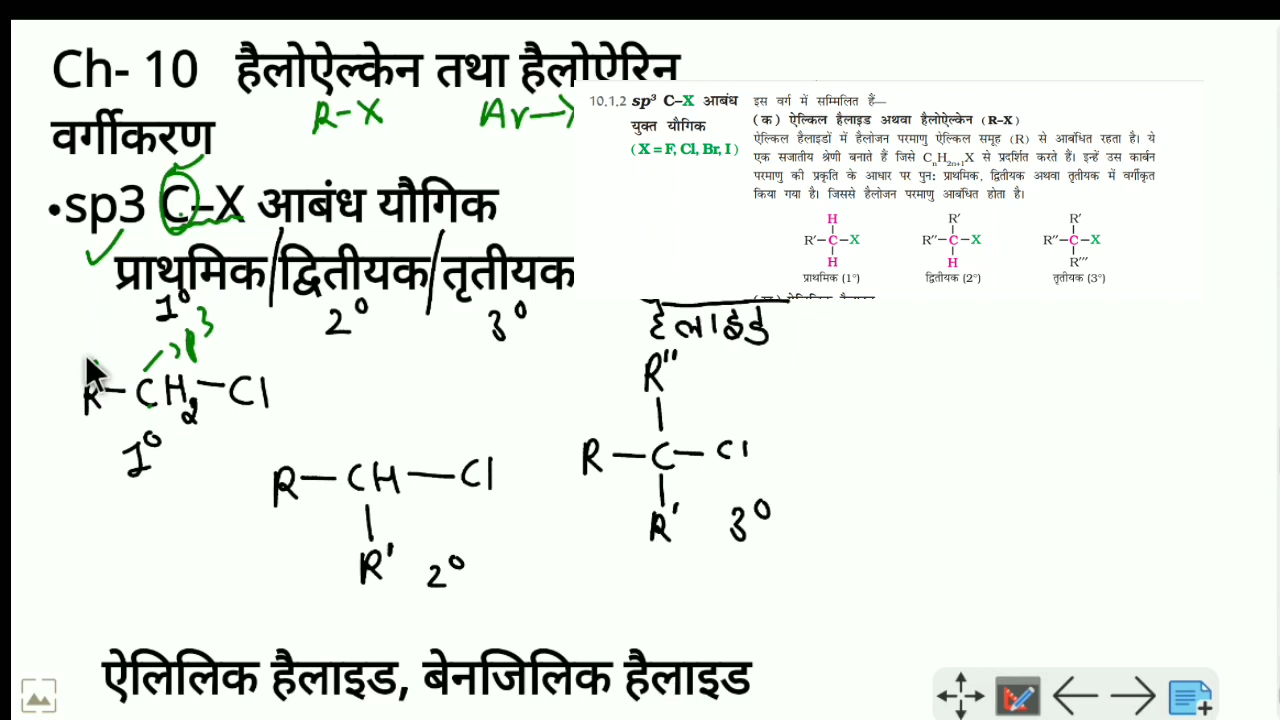 Ch- 10 हैलोऐल्केन तथा हैलोऐरिन
R-X Ar→
वर्गीकरण
•sp3 C–X आबंध यौगिक
प्राथमिक/द्वितीयक/तृतीयक
1° 2° 3°
10.1.2 sp³ C–X आबंध
युक्त यौगिक
(X = F, Cl, Br, I)
इस वर्ग में सम्मिलित हैं—
(क) ऐल्किल हैलाइड अथवा हैलोऐल्केन (R–X)
ऐल्किल हैलाइडों में हैलोजन परमाणु ऐल्किल समूह (R) से आबंधित रहता है। ये
एक सजातीय श्रेणी बनाते हैं जिसे CₙH₂ₙ₊₁X से प्रदर्शित करते हैं। इन्हें उस कार्बन
परमाणु की प्रकृति के आधार पर पुन: प्राथमिक, द्वितीयक अथवा तृतीयक में वर्गीकृत
किया गया है। जिससे हैलोजन परमाणु आबंधित होता है।
H R' R'
R'–C–X R''–C–X R''–C–X
H H R'''
प्राथमिक (1°) द्वितीयक (2°) तृतीयक (3°)
हैलाइड
sp3
R–CH2–Cl
1°
R–CH–Cl
R' 2°
R''
R–C–Cl
R' 3°
ऐलिलिक हैलाइड, बेनजिलिक हैलाइड